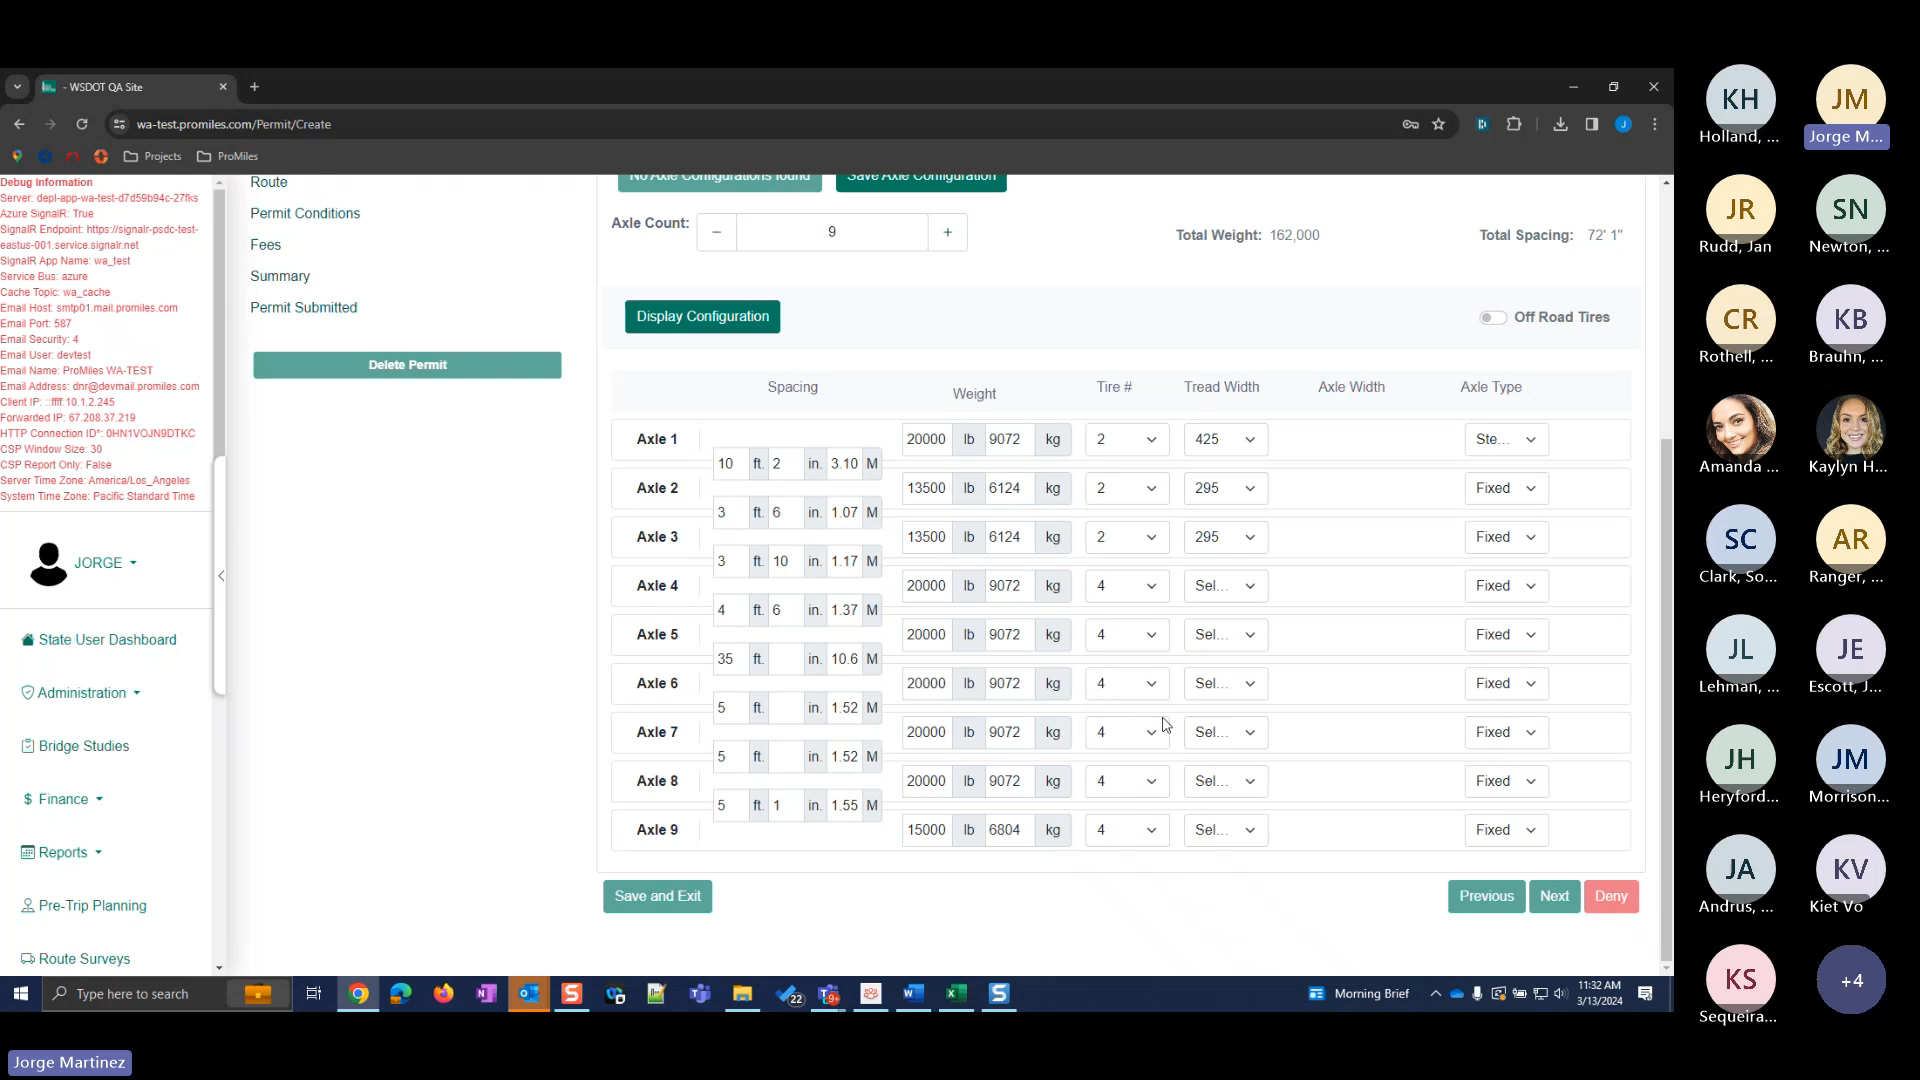 - WSDOT QA Site
wa-test.promiles.com/Permit/Create
Projects
ProMiles
Debug Information
Server: depl-app-wa-test-d7d59b94c-27fks
Azure SignalR: True
SignalR Endpoint: https://signalr-psdc-test-
eastus-001.service.signalr.net
SignalR App Name: wa_test
Service Bus: azure
Cache Topic: wa_cache
Email Host: smtp01.mail.promiles.com
Email Port: 587
Email Security: 4
Email User: devtest
Email Name: ProMiles WA-TEST
Email Address: dnr@devmail.promiles.com
Client IP: ::ffff:10.1.2.245
Forwarded IP: 67.208.37.219
HTTP Connection ID*: 0HN1VOJN9DTKC
CSP Window Size: 30
CSP Report Only: False
Server Time Zone: America/Los_Angeles
System Time Zone: Pacific Standard Time
JORGE
State User Dashboard
Administration
Bridge Studies
$ Finance
Reports
Pre-Trip Planning
Route Surveys
Route
Permit Conditions
Fees
Summary
Permit Submitted
Delete Permit
No Axle Configurations found
Save Axle Configuration
Axle Count: − 9 +
Total Weight: 162,000
Total Spacing: 72' 1"
Display Configuration
Off Road Tires
Spacing Weight Tire # Tread Width Axle Width Axle Type
Axle 1 20000 lb 9072 kg 2 425 Ste...
10 ft. 2 in. 3.10 M
Axle 2 13500 lb 6124 kg 2 295 Fixed
3 ft. 6 in. 1.07 M
Axle 3 13500 lb 6124 kg 2 295 Fixed
3 ft. 10 in. 1.17 M
Axle 4 20000 lb 9072 kg 4 Sel... Fixed
4 ft. 6 in. 1.37 M
Axle 5 20000 lb 9072 kg 4 Sel... Fixed
35 ft. in. 10.6 M
Axle 6 20000 lb 9072 kg 4 Sel... Fixed
5 ft. in. 1.52 M
Axle 7 20000 lb 9072 kg 4 Sel... Fixed
5 ft. in. 1.52 M
Axle 8 20000 lb 9072 kg 4 Sel... Fixed
5 ft. 1 in. 1.55 M
Axle 9 15000 lb 6804 kg 4 Sel... Fixed
Save and Exit
Previous
Next
Deny
Type here to search
22
9+
Morning Brief
11:32 AM
3/13/2024
KH
Holland, ...
JM
Jorge M...
JR
Rudd, Jan
SN
Newton, ...
CR
Rothell, ...
KB
Brauhn, ...
Amanda ...
Kaylyn H...
SC
Clark, So...
AR
Ranger, ...
JL
Lehman, ...
JE
Escott, J...
JH
Heryford...
JM
Morrison...
JA
Andrus, ...
KV
Kiet Vo
KS
Sequeira...
+4
Jorge Martinez